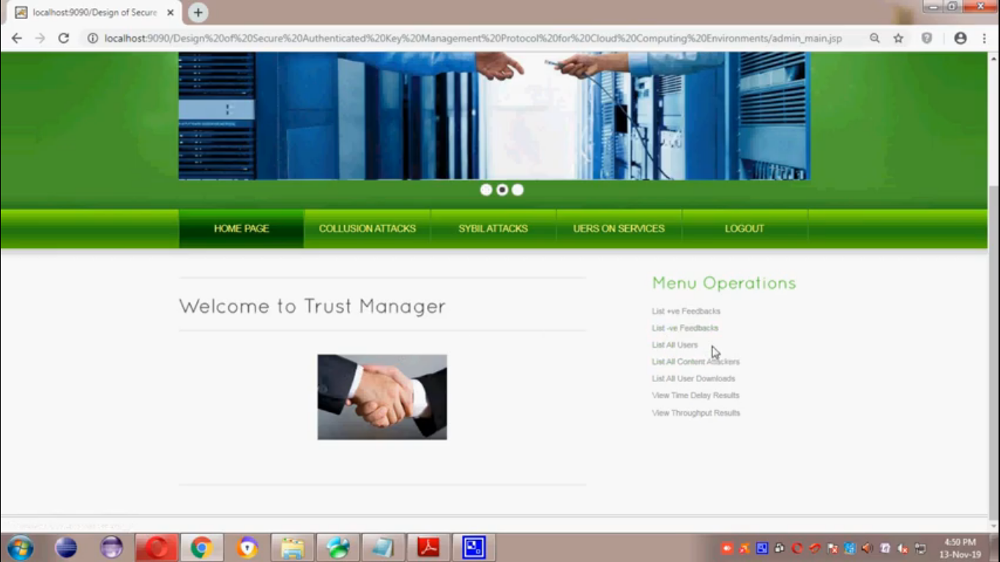 localhost:9090/Design of Secure
localhost:9090/Design%20of%20Secure%20Authenticated%20Key%20Management%20Protocol%20for%20Cloud%20Computing%20Environments/admin_main.jsp
HOME PAGE
COLLUSION ATTACKS
SYBIL ATTACKS
UERS ON SERVICES
LOGOUT
Welcome to Trust Manager
Menu Operations
List +ve Feedbacks
List -ve Feedbacks
List All Users
List All Content Attackers
List All User Downloads
View Time Delay Results
View Throughput Results
4:50 PM
13-Nov-19